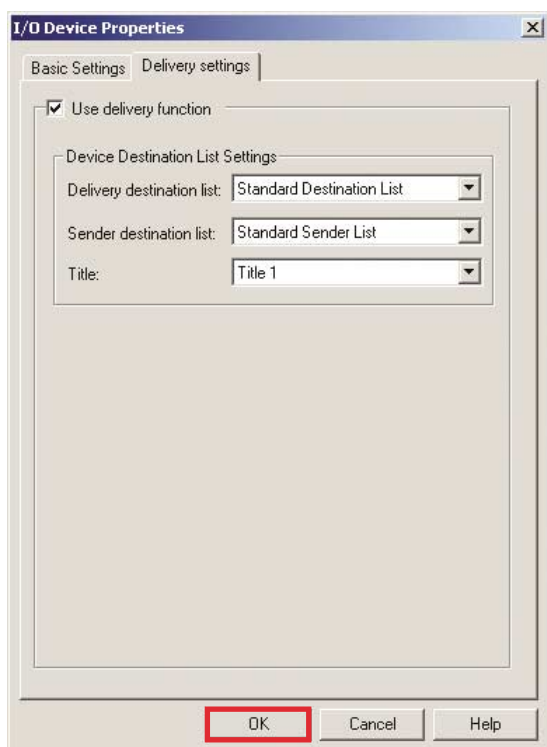 I/O Device Properties
Basic Settings Delivery settings
Use delivery function
Device Destination List Settings
Delivery destination list: Standard Destination List
Sender destination list: Standard Sender List
Title: Title 1
OK Cancel Help